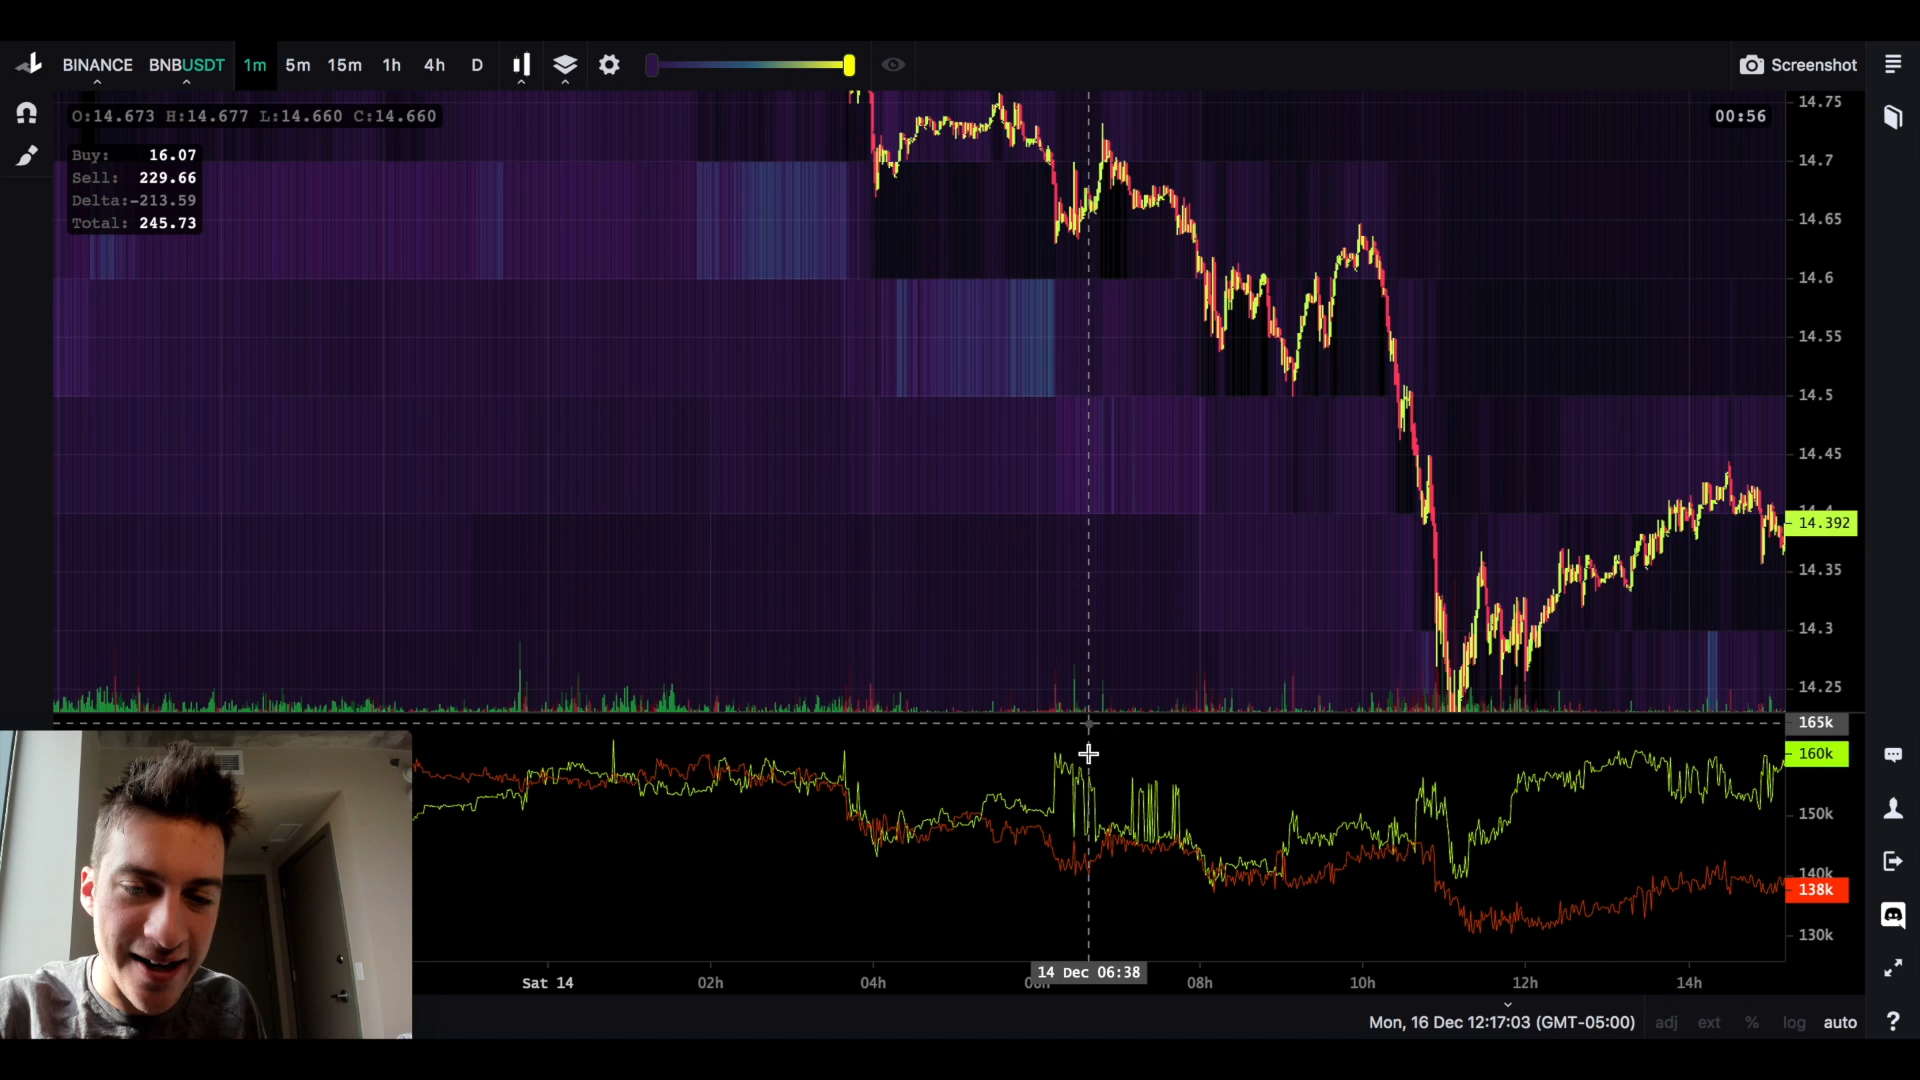 BINANCE BNBUSDT 1m 5m 15m 1h 4h D Screenshot
O:14.673 H:14.677 L:14.660 C:14.660
00:56
Buy: 16.07
Sell: 229.66
Delta:-213.59
Total: 245.73
14.75
14.7
14.65
14.6
14.55
14.5
14.45
14.4
14.392
14.35
14.3
14.25
165k
160k
150k
140k
138k
130k
14 Dec 06:38
Sat 14 02h 04h 06h 08h 10h 12h 14h
Mon, 16 Dec 12:17:03 (GMT-05:00) adj ext % log auto
?